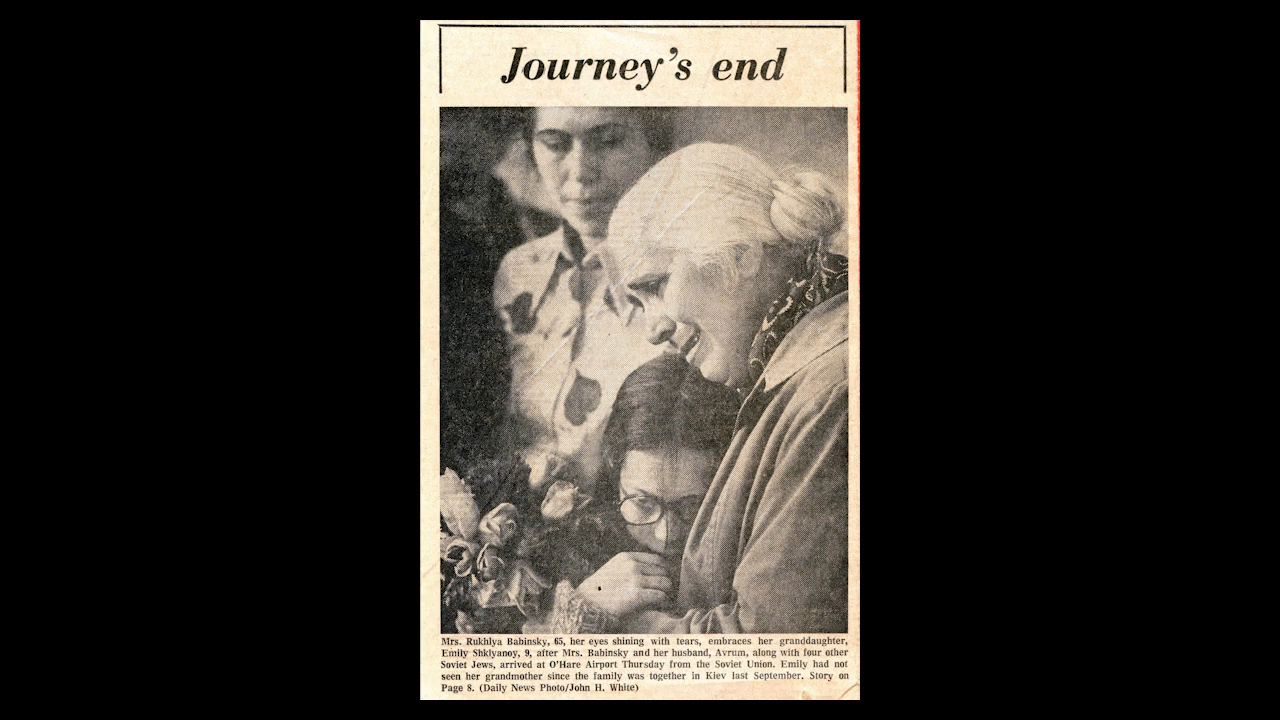 Journey's end
Mrs. Rukhlya Babinsky, 65, her eyes shining with tears, embraces her granddaughter,
Emily Shklyanoy, 9, after Mrs. Babinsky and her husband, Avrum, along with four other
Soviet Jews, arrived at O'Hare Airport Thursday from the Soviet Union. Emily had not
seen her grandmother since the family was together in Kiev last September. Story on
Page 8. (Daily News Photo/John H. White)